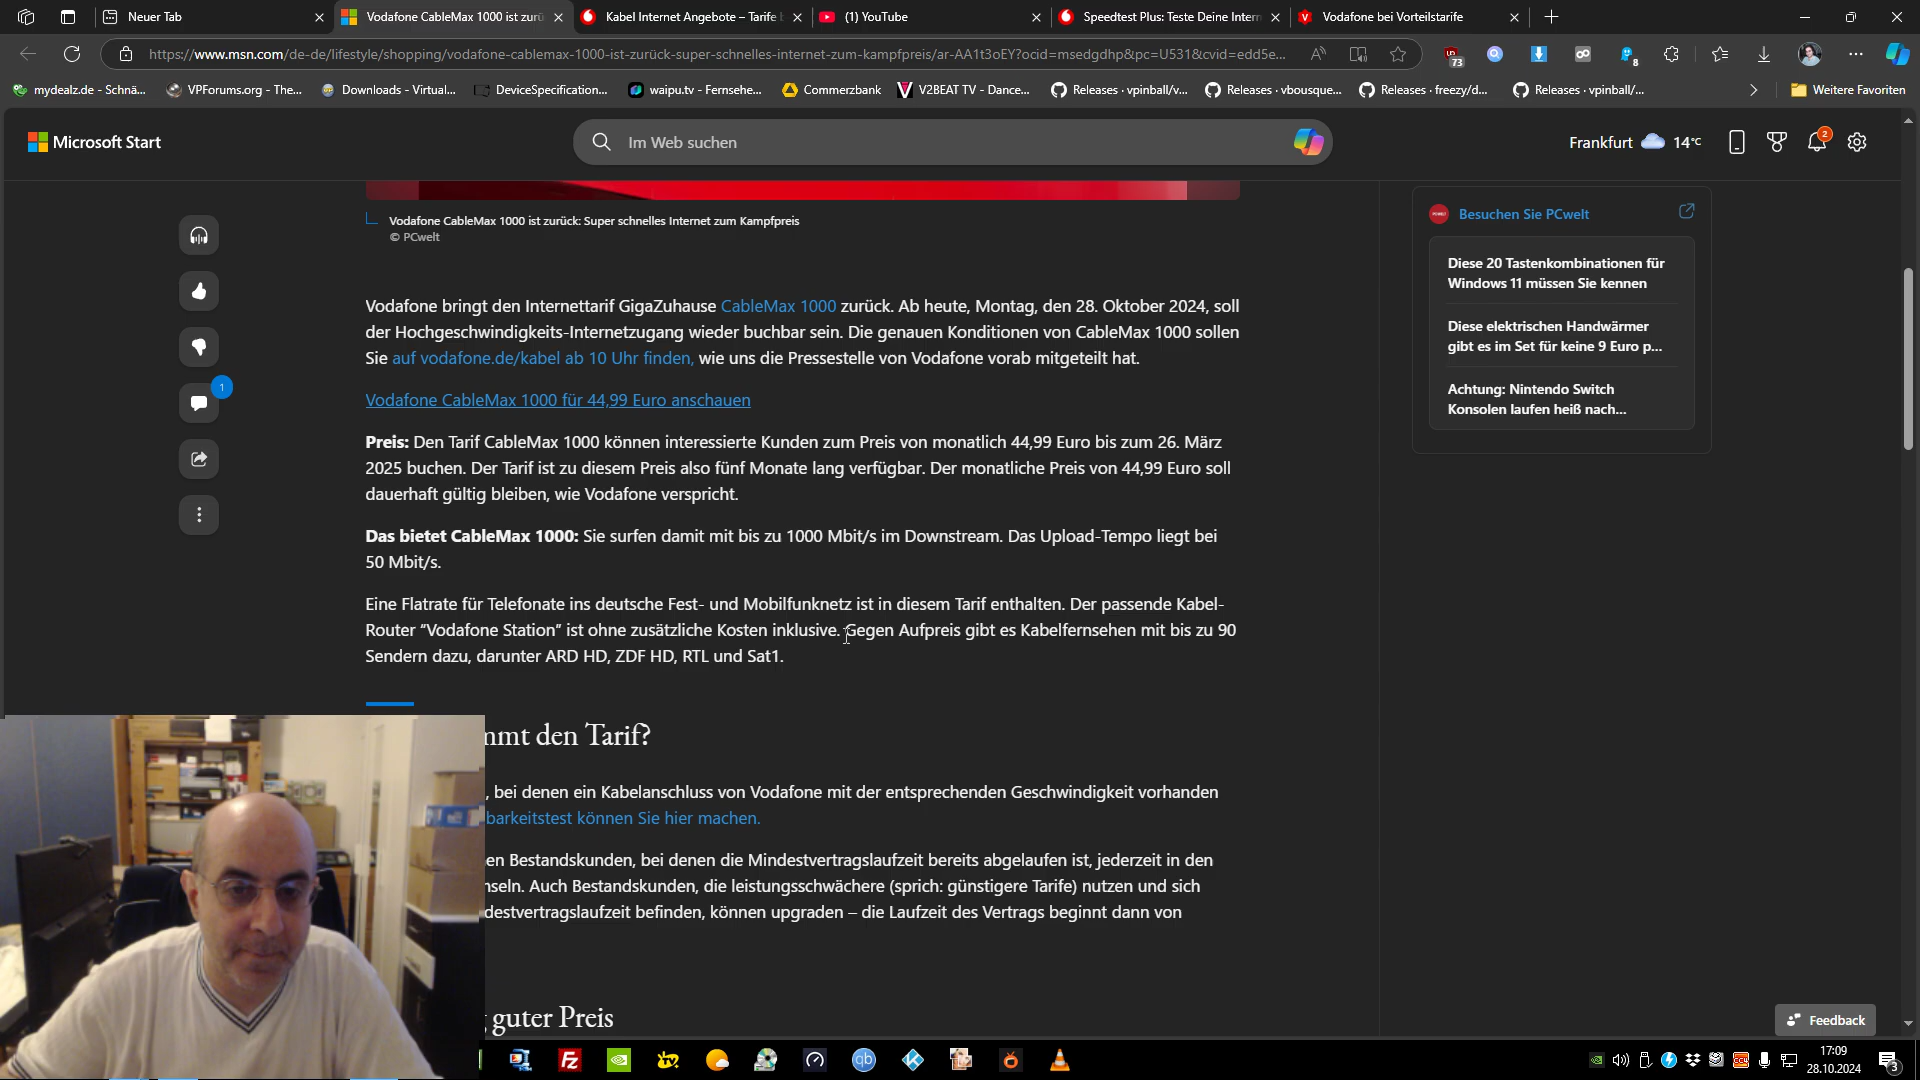 Neuer Tab
Vodafone CableMax 1000 ist zurü
Kabel Internet Angebote – Tarife
(1) YouTube
Speedtest Plus: Teste Deine Intern
Vodafone bei Vorteilstarife
https://www.msn.com/de-de/lifestyle/shopping/vodafone-cablemax-1000-ist-zurück-super-schnelles-internet-zum-kampfpreis/ar-AA1t3oEY?ocid=msedgdhp&pc=U531&cvid=edd5e...
73
8
mydealz.de - Schnä...
VPForums.org - The...
Downloads - Virtual...
DeviceSpecification...
waipu.tv - Fernsehe...
Commerzbank
V2BEAT TV - Dance...
Releases · vpinball/v...
Releases · vbousque...
Releases · freezy/d...
Releases · vpinball/...
Weitere Favoriten
Microsoft Start
Im Web suchen
Frankfurt
14°C
2
Vodafone CableMax 1000 ist zurück: Super schnelles Internet zum Kampfpreis
© PCwelt
Besuchen Sie PCwelt
Diese 20 Tastenkombinationen für
Windows 11 müssen Sie kennen
Diese elektrischen Handwärmer
gibt es im Set für keine 9 Euro p...
Achtung: Nintendo Switch
Konsolen laufen heiß nach...
1
Vodafone bringt den Internettarif GigaZuhause CableMax 1000 zurück. Ab heute, Montag, den 28. Oktober 2024, soll
der Hochgeschwindigkeits-Internetzugang wieder buchbar sein. Die genauen Konditionen von CableMax 1000 sollen
Sie auf vodafone.de/kabel ab 10 Uhr finden, wie uns die Pressestelle von Vodafone vorab mitgeteilt hat.
Vodafone CableMax 1000 für 44,99 Euro anschauen
Preis: Den Tarif CableMax 1000 können interessierte Kunden zum Preis von monatlich 44,99 Euro bis zum 26. März
2025 buchen. Der Tarif ist zu diesem Preis also fünf Monate lang verfügbar. Der monatliche Preis von 44,99 Euro soll
dauerhaft gültig bleiben, wie Vodafone verspricht.
Das bietet CableMax 1000: Sie surfen damit mit bis zu 1000 Mbit/s im Downstream. Das Upload-Tempo liegt bei
50 Mbit/s.
Eine Flatrate für Telefonate ins deutsche Fest- und Mobilfunknetz ist in diesem Tarif enthalten. Der passende Kabel-
Router “Vodafone Station” ist ohne zusätzliche Kosten inklusive. Gegen Aufpreis gibt es Kabelfernsehen mit bis zu 90
Sendern dazu, darunter ARD HD, ZDF HD, RTL und Sat1.
mmt den Tarif?
, bei denen ein Kabelanschluss von Vodafone mit der entsprechenden Geschwindigkeit vorhanden
barkeitstest können Sie hier machen.
en Bestandskunden, bei denen die Mindestvertragslaufzeit bereits abgelaufen ist, jederzeit in den
nseln. Auch Bestandskunden, die leistungsschwächere (sprich: günstigere Tarife) nutzen und sich
destvertragslaufzeit befinden, können upgraden – die Laufzeit des Vertrags beginnt dann von
guter Preis
Feedback
17:09
28.10.2024
3